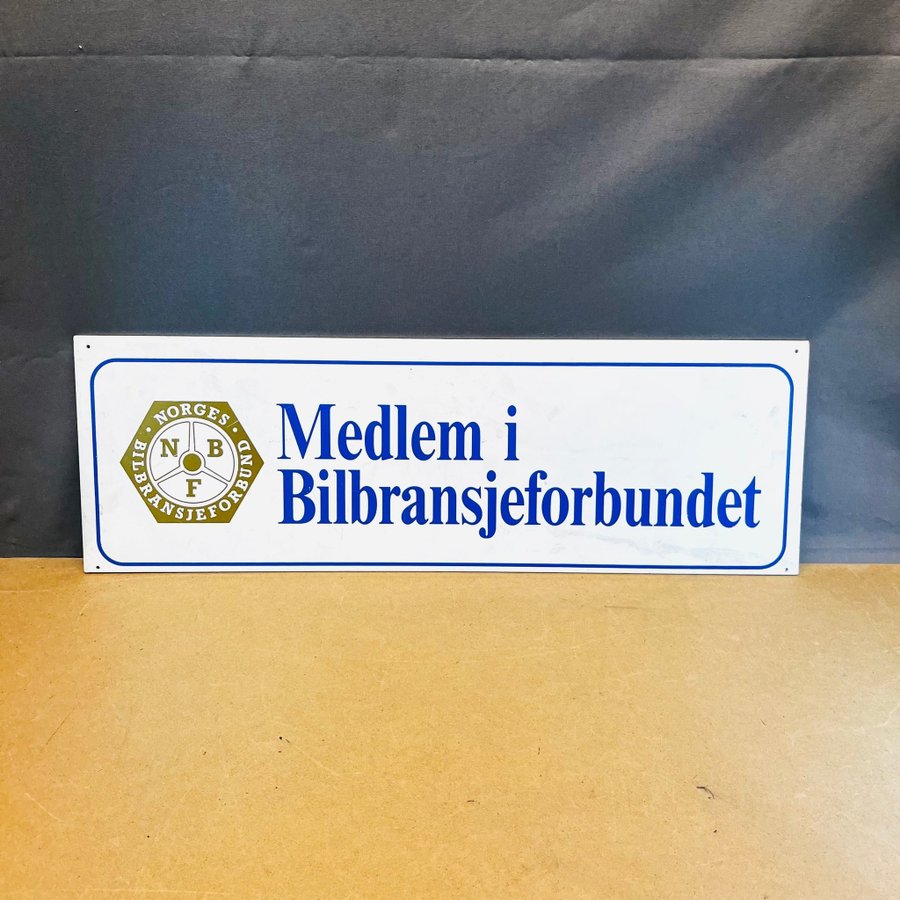 · NORGES ·
BILBRANSJEFORBUND
N B
F
Medlem i
Bilbransjeforbundet